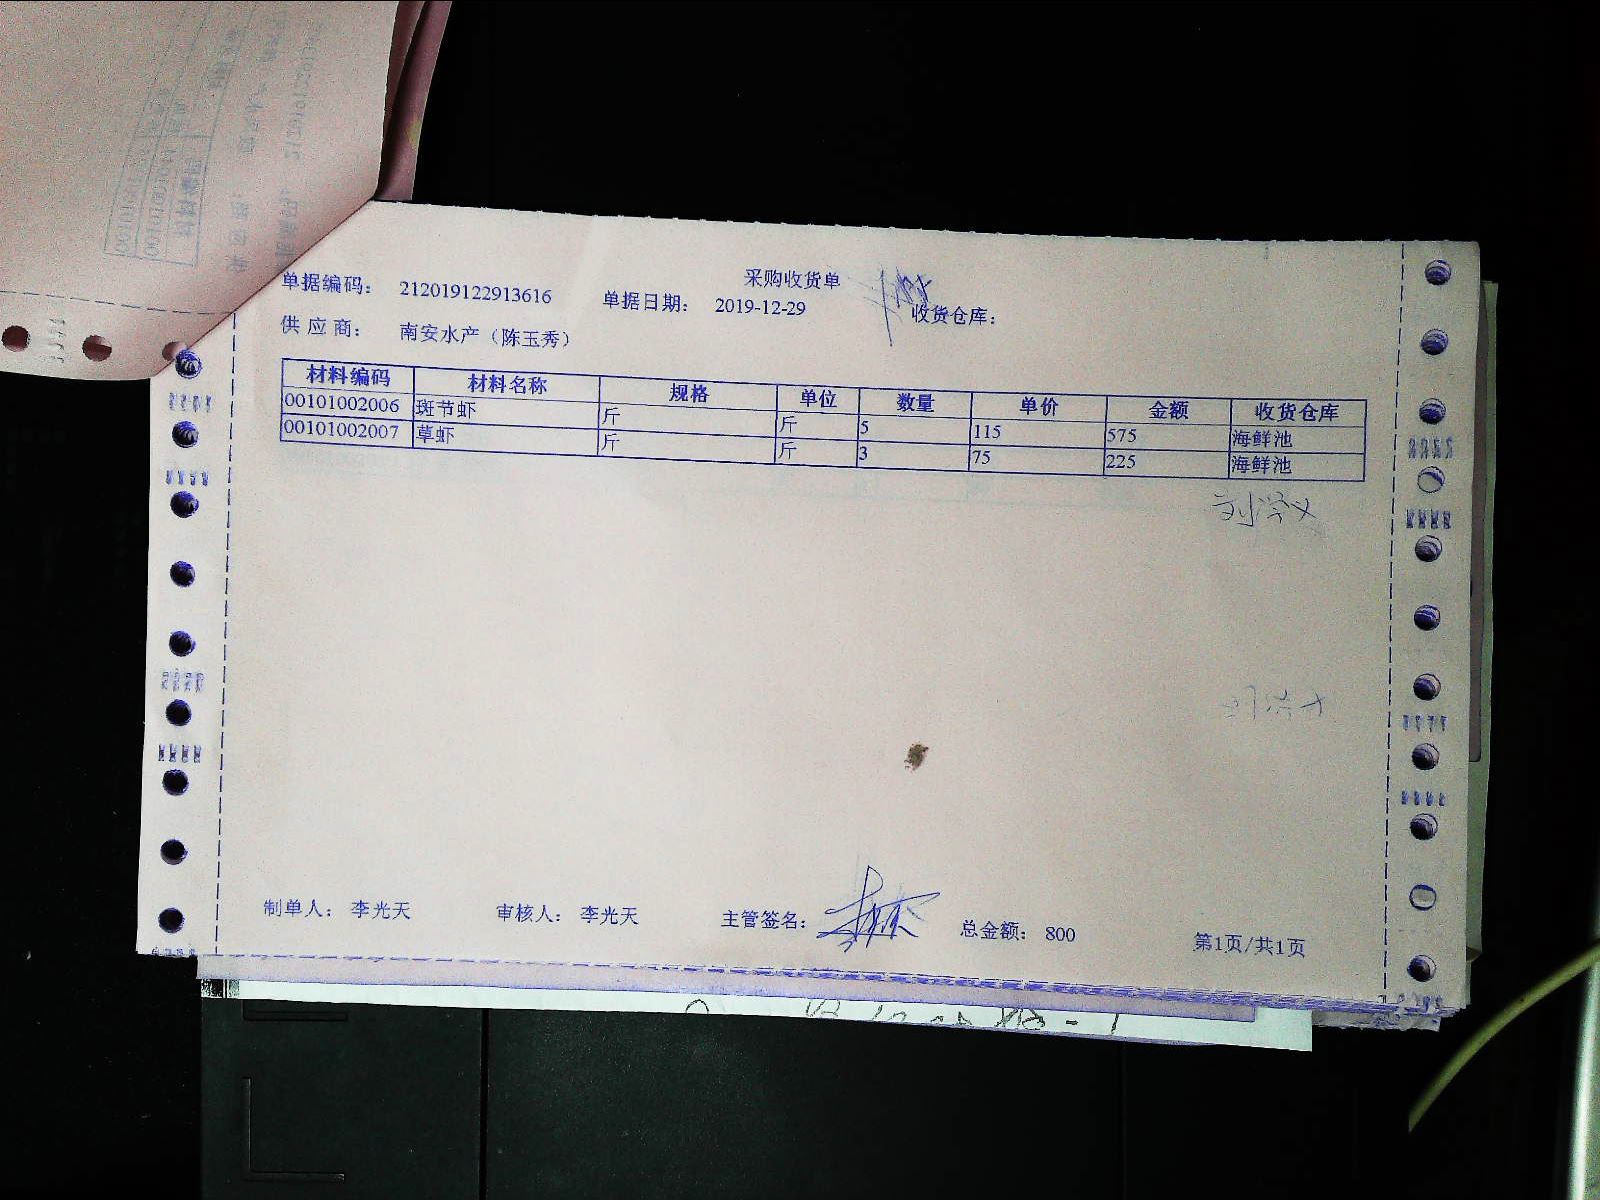 采购收货单
单据编码： 212019122913616 单据日期： 2019-12-29 收货仓库：
供 应 商： 南安水产（陈玉秀）
材料编码 材料名称 规格 单位 数量 单价 金额 收货仓库
00101002006 斑节虾 斤 斤 5 115 575 海鲜池
00101002007 草虾 斤 斤 3 75 225 海鲜池
制单人： 李光天 审核人： 李光天 主管签名： 总金额： 800 第1页/共1页